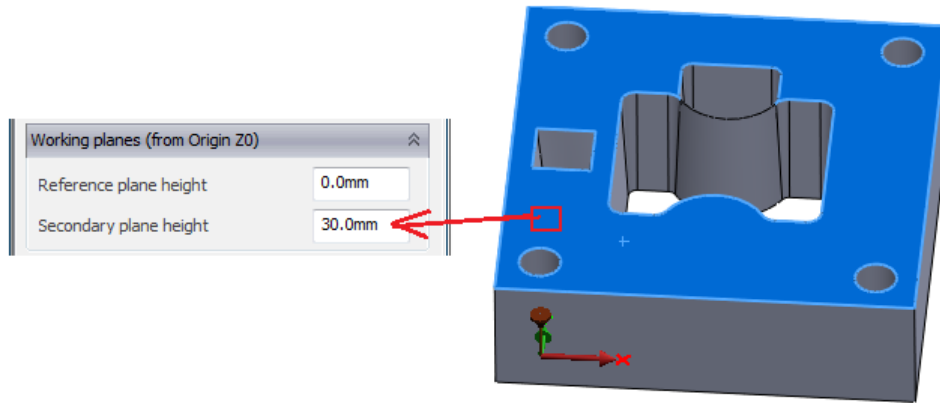 Working planes (from Origin Z0)
Reference plane height 0.0mm
Secondary plane height 30.0mm
X